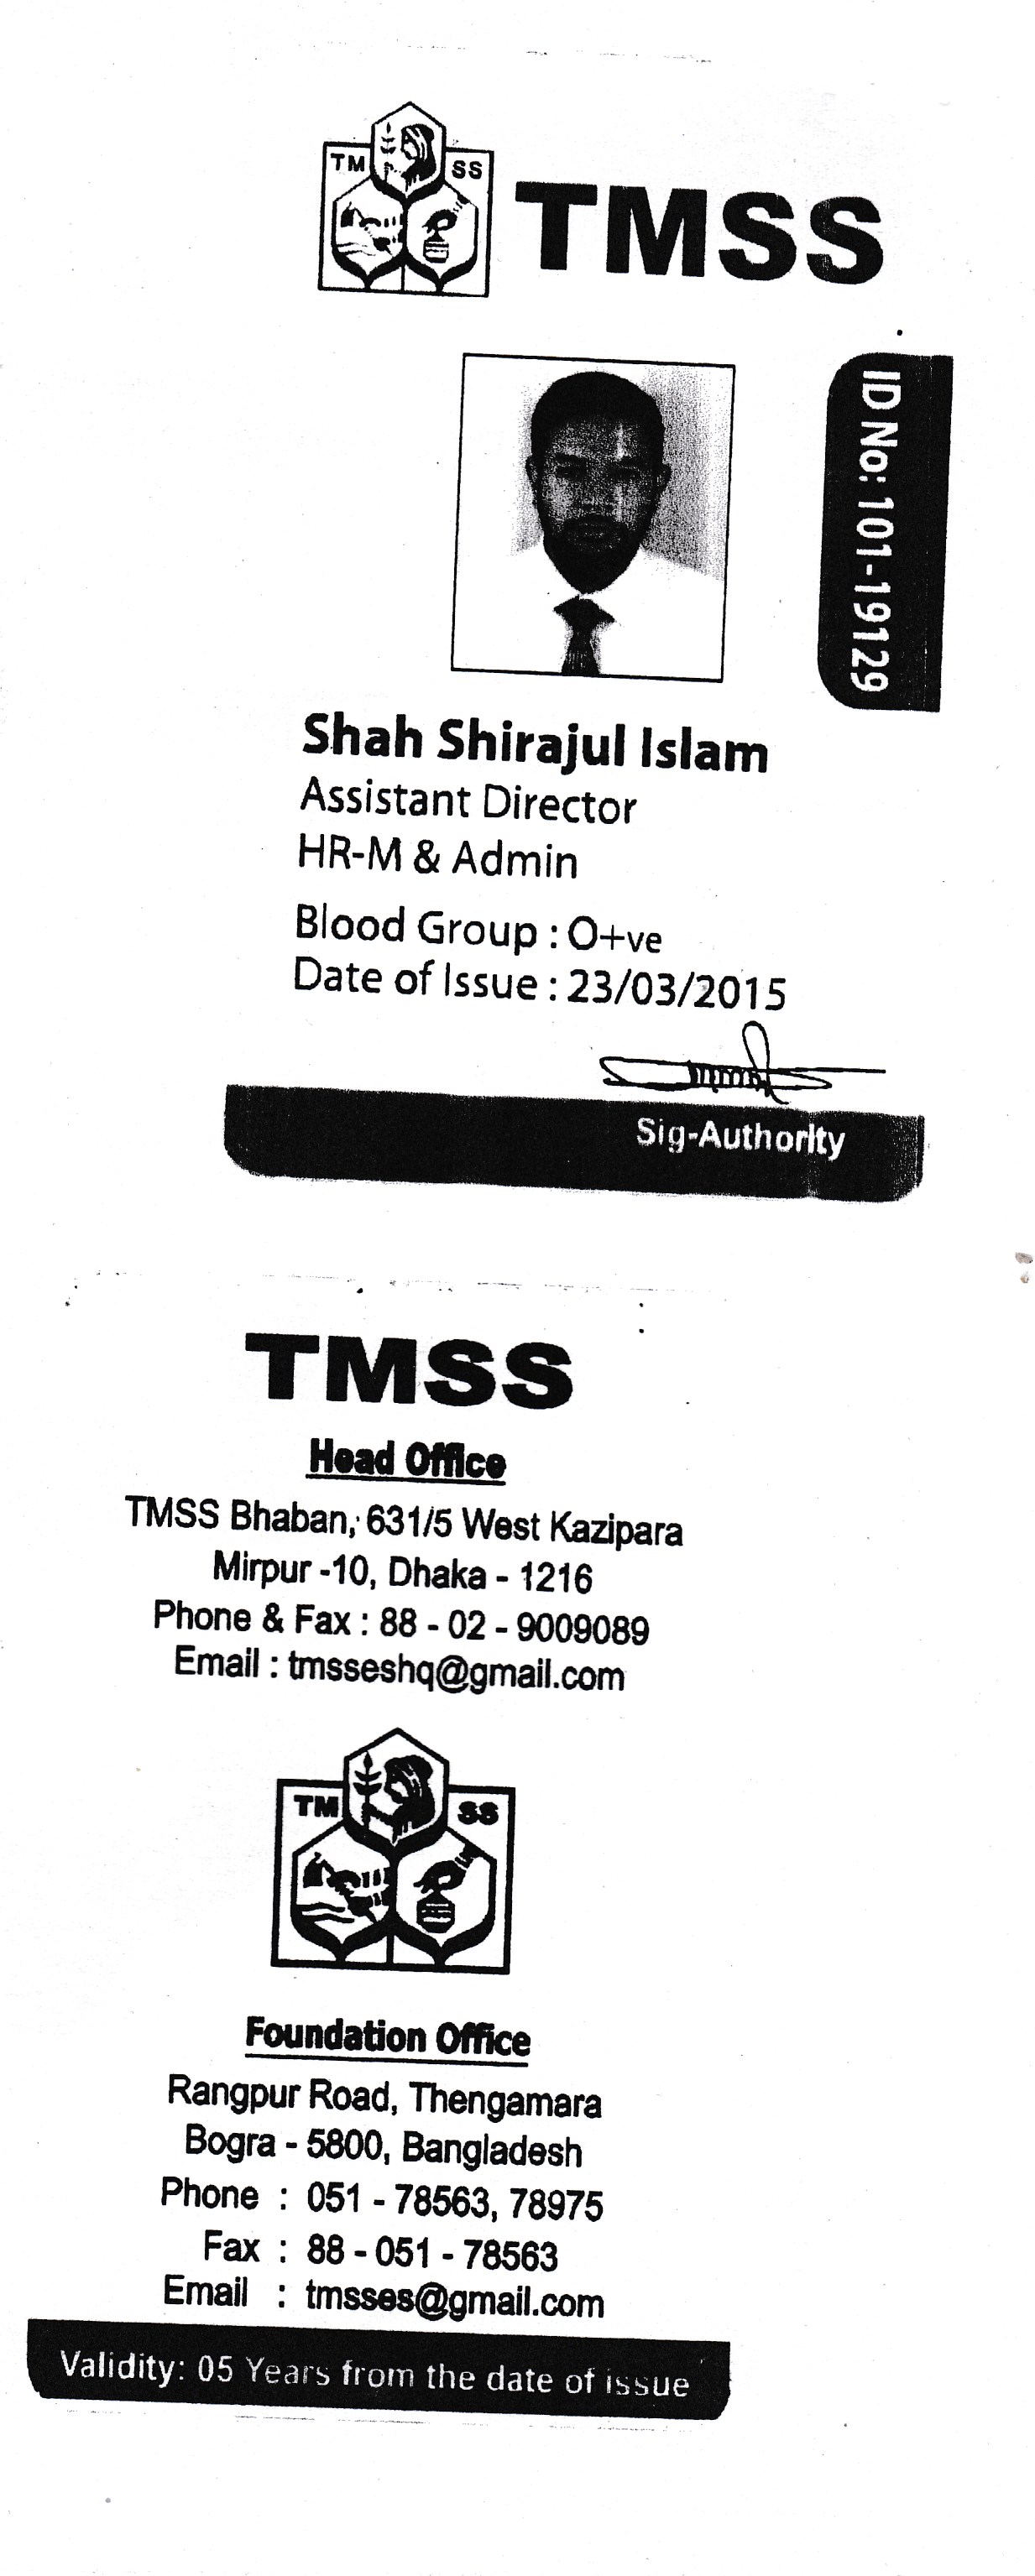 TM SS
TMSS
ID No: 101-19129
Shah Shirajul Islam
Assistant Director
HR-M & Admin
Blood Group : O+ve
Date of Issue : 23/03/2015
Sig-Authority
TMSS
Head Office
TMSS Bhaban, 631/5 West Kazipara
Mirpur -10, Dhaka - 1216
Phone & Fax : 88 - 02 - 9009089
Email : tmsseshq@gmail.com
TM SS
Foundation Office
Rangpur Road, Thengamara
Bogra - 5800, Bangladesh
Phone : 051 - 78563, 78975
Fax : 88 - 051 - 78563
Email : tmsses@gmail.com
Validity: 05 Years from the date of issue